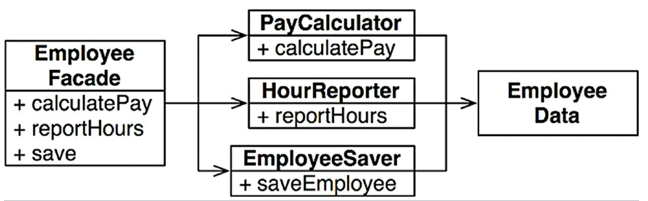 Employee
Facade
+ calculatePay
+ reportHours
+ save
PayCalculator
+ calculatePay
HourReporter
+ reportHours
EmployeeSaver
+ saveEmployee
Employee
Data